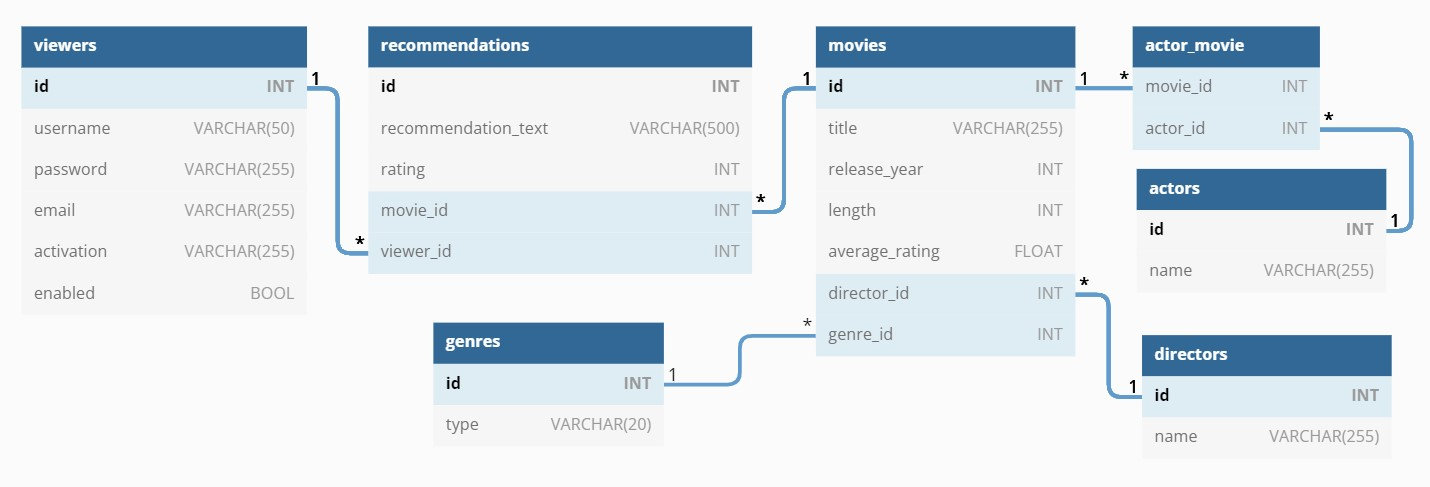 viewers
id INT
username VARCHAR(50)
password VARCHAR(255)
email VARCHAR(255)
activation VARCHAR(255)
enabled BOOL
1
*
recommendations
id INT
recommendation_text VARCHAR(500)
rating INT
movie_id INT
viewer_id INT
*
1
movies
id INT
title VARCHAR(255)
release_year INT
length INT
average_rating FLOAT
director_id INT
genre_id INT
1
*
actor_movie
movie_id INT
actor_id INT
*
1
actors
id INT
name VARCHAR(255)
*
1
directors
id INT
name VARCHAR(255)
*
1
genres
id INT
type VARCHAR(20)